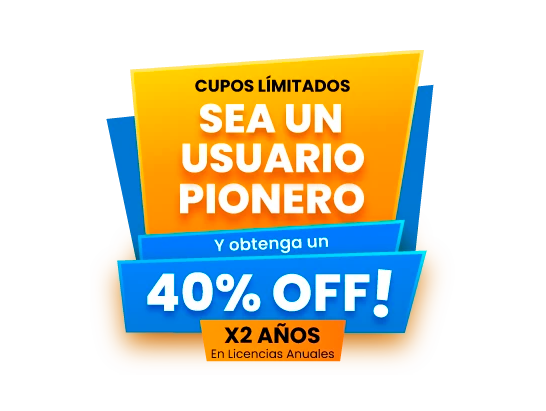 CUPOS LÍMITADOS
SEA UN
USUARIO
PIONERO
Y obtenga un
40% OFF!
X2 AÑOS
En Licencias Anuales